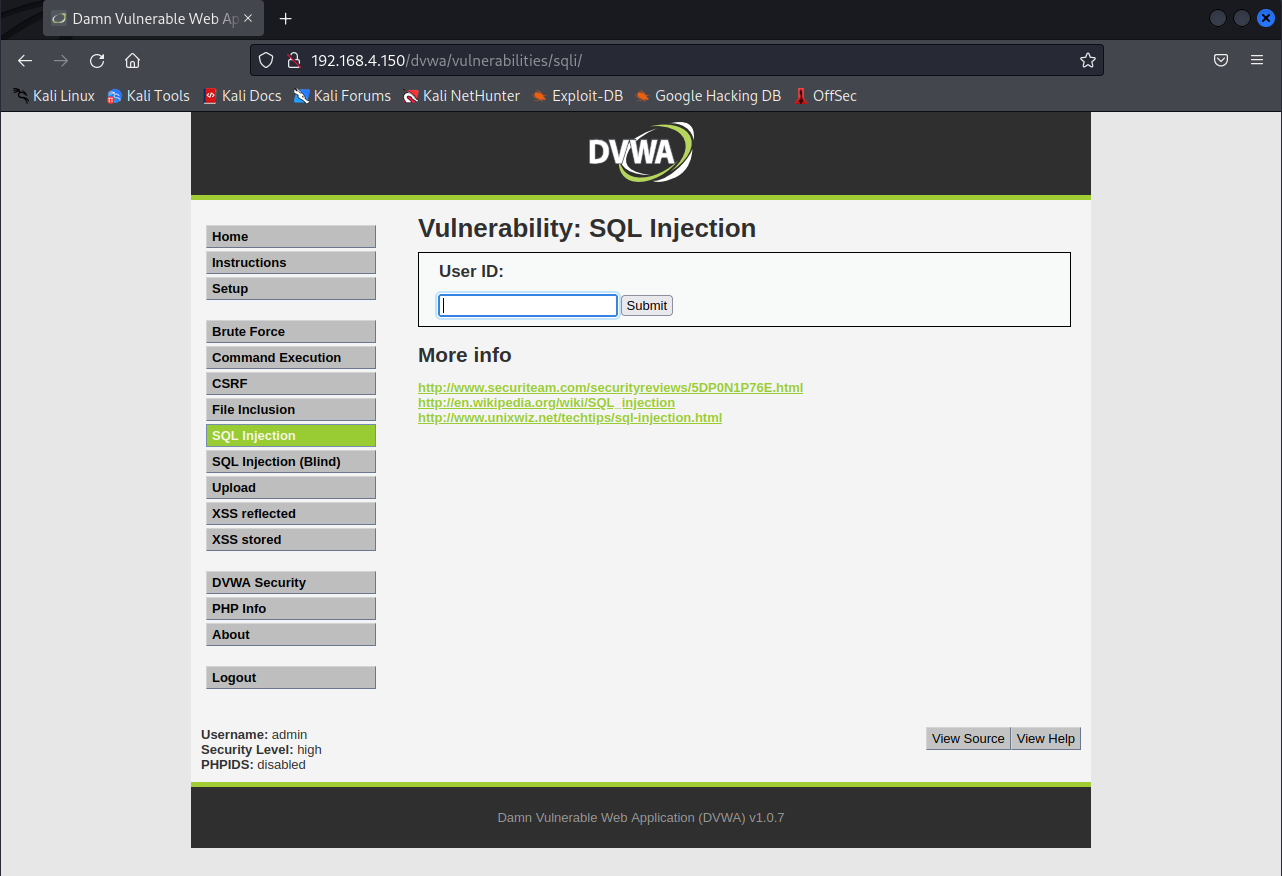 Damn Vulnerable Web Ap
192.168.4.150/dvwa/vulnerabilities/sqli/
Kali Linux Kali Tools Kali Docs Kali Forums Kali NetHunter Exploit-DB Google Hacking DB OffSec
DVWA
Home
Instructions
Setup
Brute Force
Command Execution
CSRF
File Inclusion
SQL Injection
SQL Injection (Blind)
Upload
XSS reflected
XSS stored
DVWA Security
PHP Info
About
Logout
Vulnerability: SQL Injection
User ID:
Submit
More info
http://www.securiteam.com/securityreviews/5DP0N1P76E.html
http://en.wikipedia.org/wiki/SQL_injection
http://www.unixwiz.net/techtips/sql-injection.html
Username: admin
Security Level: high
PHPIDS: disabled
View Source View Help
Damn Vulnerable Web Application (DVWA) v1.0.7